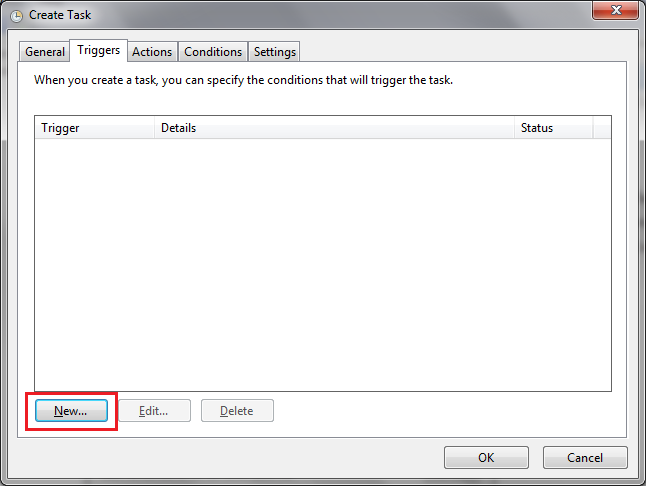 Create Task
General Triggers Actions Conditions Settings
When you create a task, you can specify the conditions that will trigger the task.
Trigger Details Status
New... Edit... Delete
OK Cancel